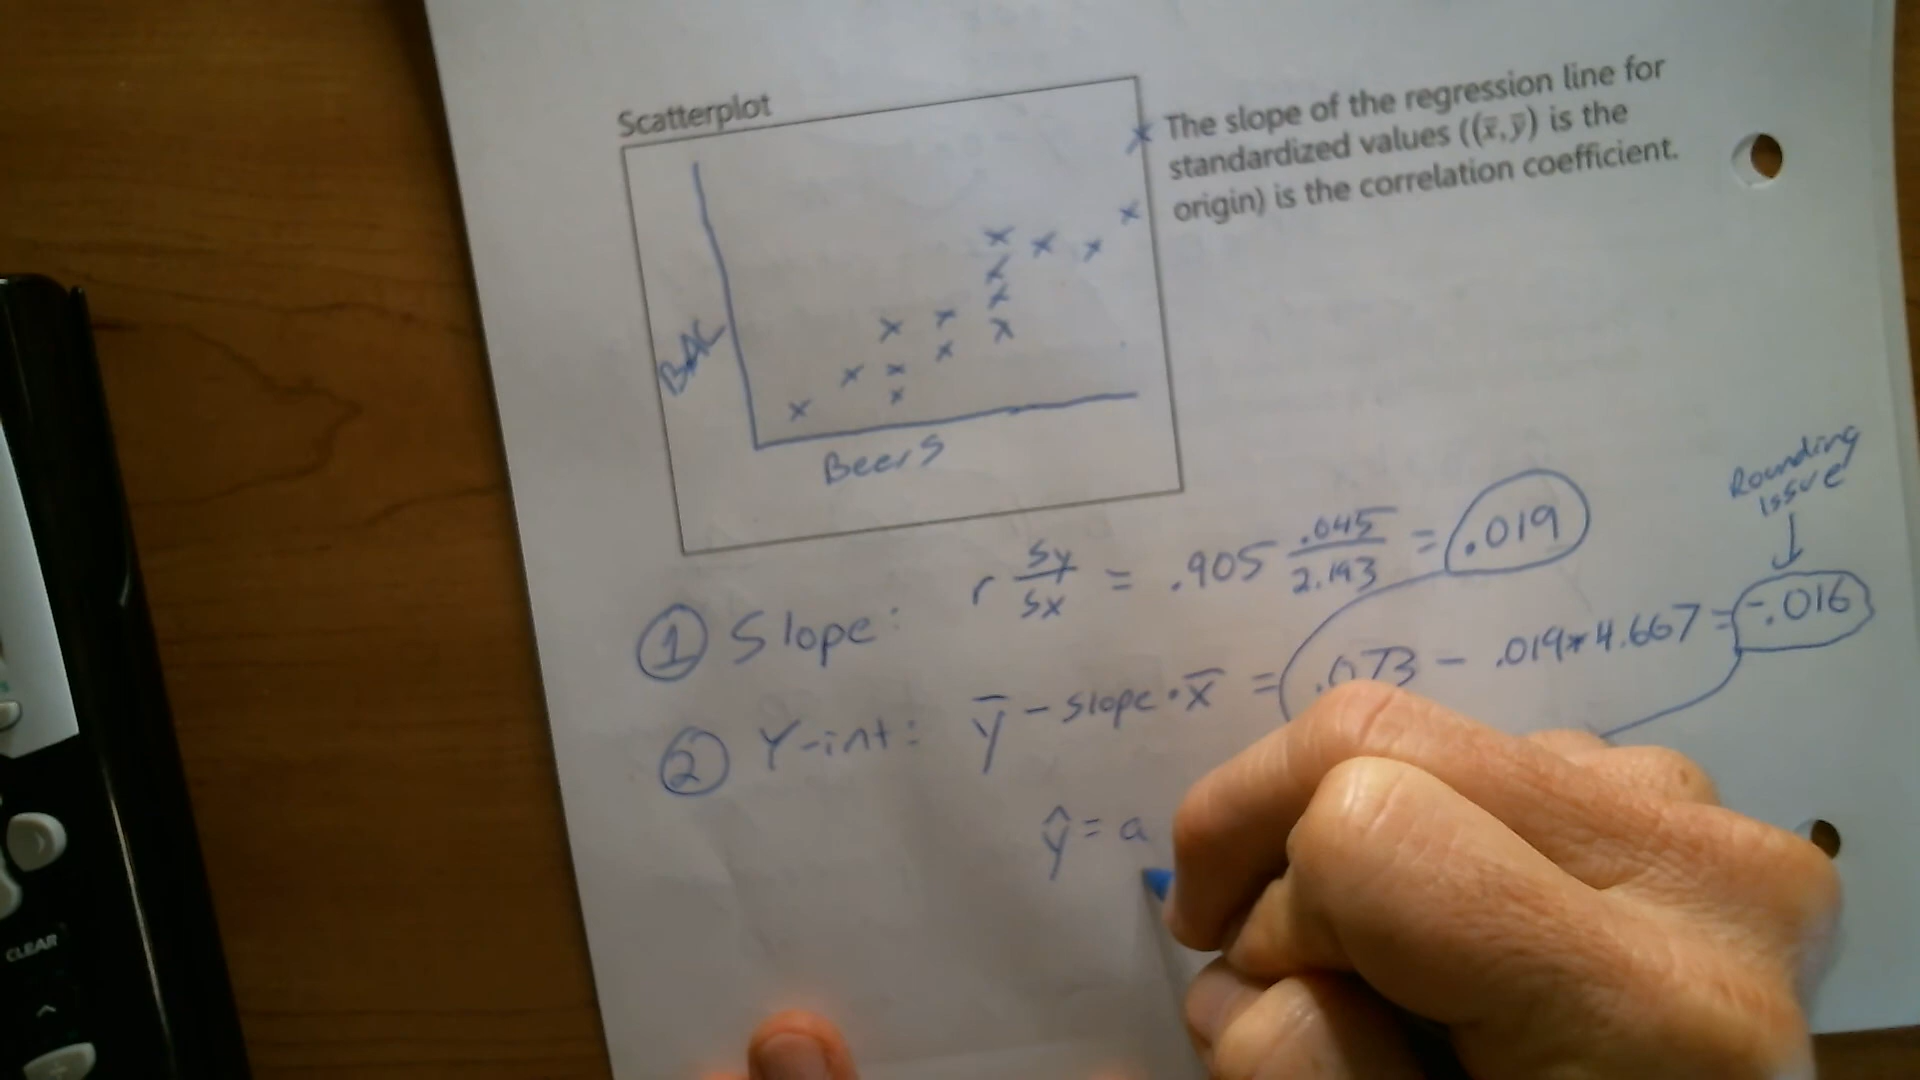 Scatterplot
The slope of the regression line for
standardized values ((x̅, y̅) is the
origin) is the correlation coefficient.
BAC
Beers
Rounding
issue
① Slope: r sy/sx = .905 .045/2.193 = .019
② Y-int: y̅ - slope · x̅ = .073 - .019*4.667 = -.016
ŷ = a
CLEAR